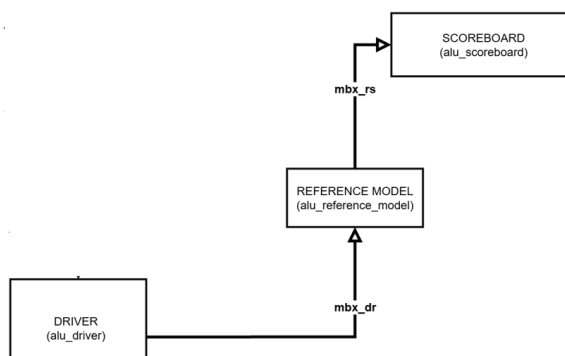 SCOREBOARD
(alu_scoreboard)
mbx_rs
REFERENCE MODEL
(alu_reference_model)
mbx_dr
DRIVER
(alu_driver)